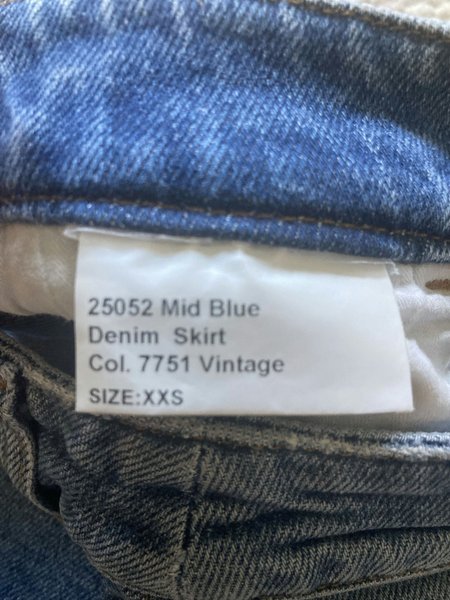 25052 Mid Blue
Denim Skirt
Col. 7751 Vintage
SIZE:XXS